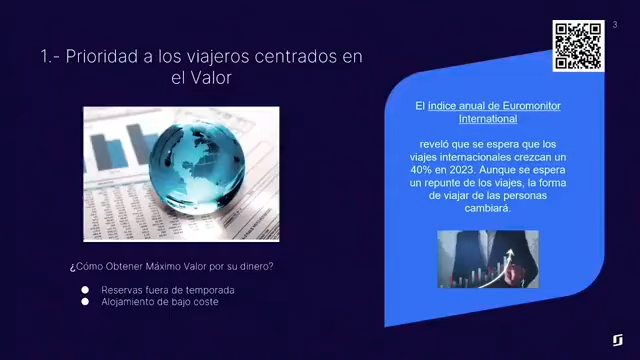 3
1.- Prioridad a los viajeros centrados en
el Valor
El índice anual de Euromonitor
International
reveló que se espera que los
viajes internacionales crezcan un
40% en 2023. Aunque se espera
un repunte de los viajes, la forma
de viajar de las personas
cambiará.
¿Cómo Obtener Máximo Valor por su dinero?
● Reservas fuera de temporada
● Alojamiento de bajo coste